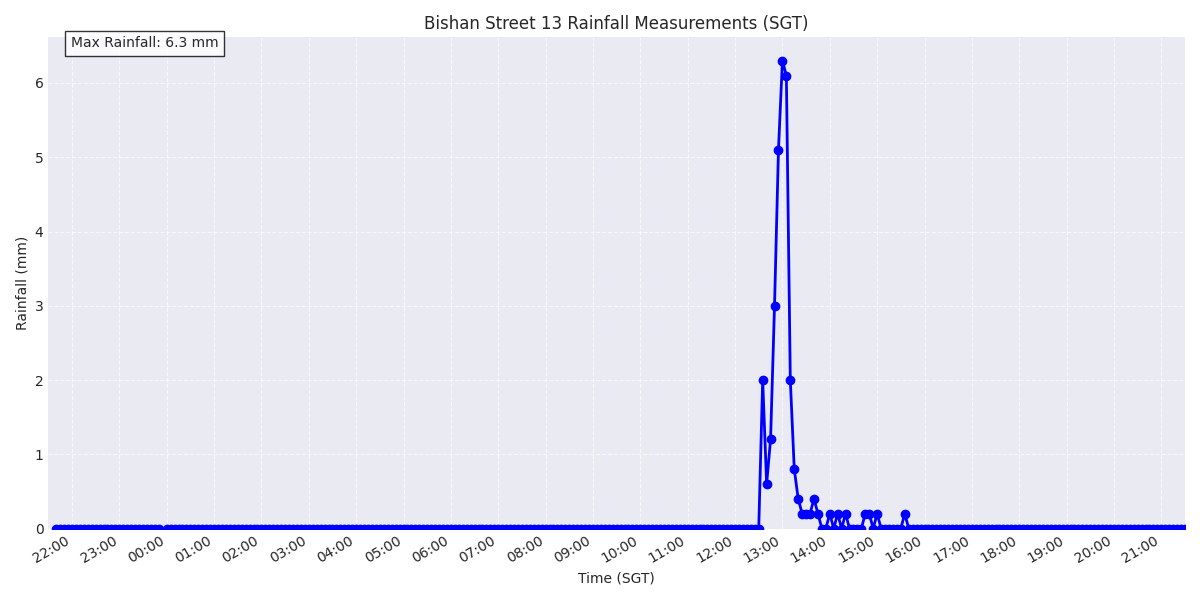 Bishan Street 13 Rainfall Measurements (SGT)
Max Rainfall: 6.3 mm
Rainfall (mm)
6
5
4
3
2
1
0
22:00 23:00 00:00 01:00 02:00 03:00 04:00 05:00 06:00 07:00 08:00 09:00 10:00 11:00 12:00 13:00 14:00 15:00 16:00 17:00 18:00 19:00 20:00 21:00
Time (SGT)